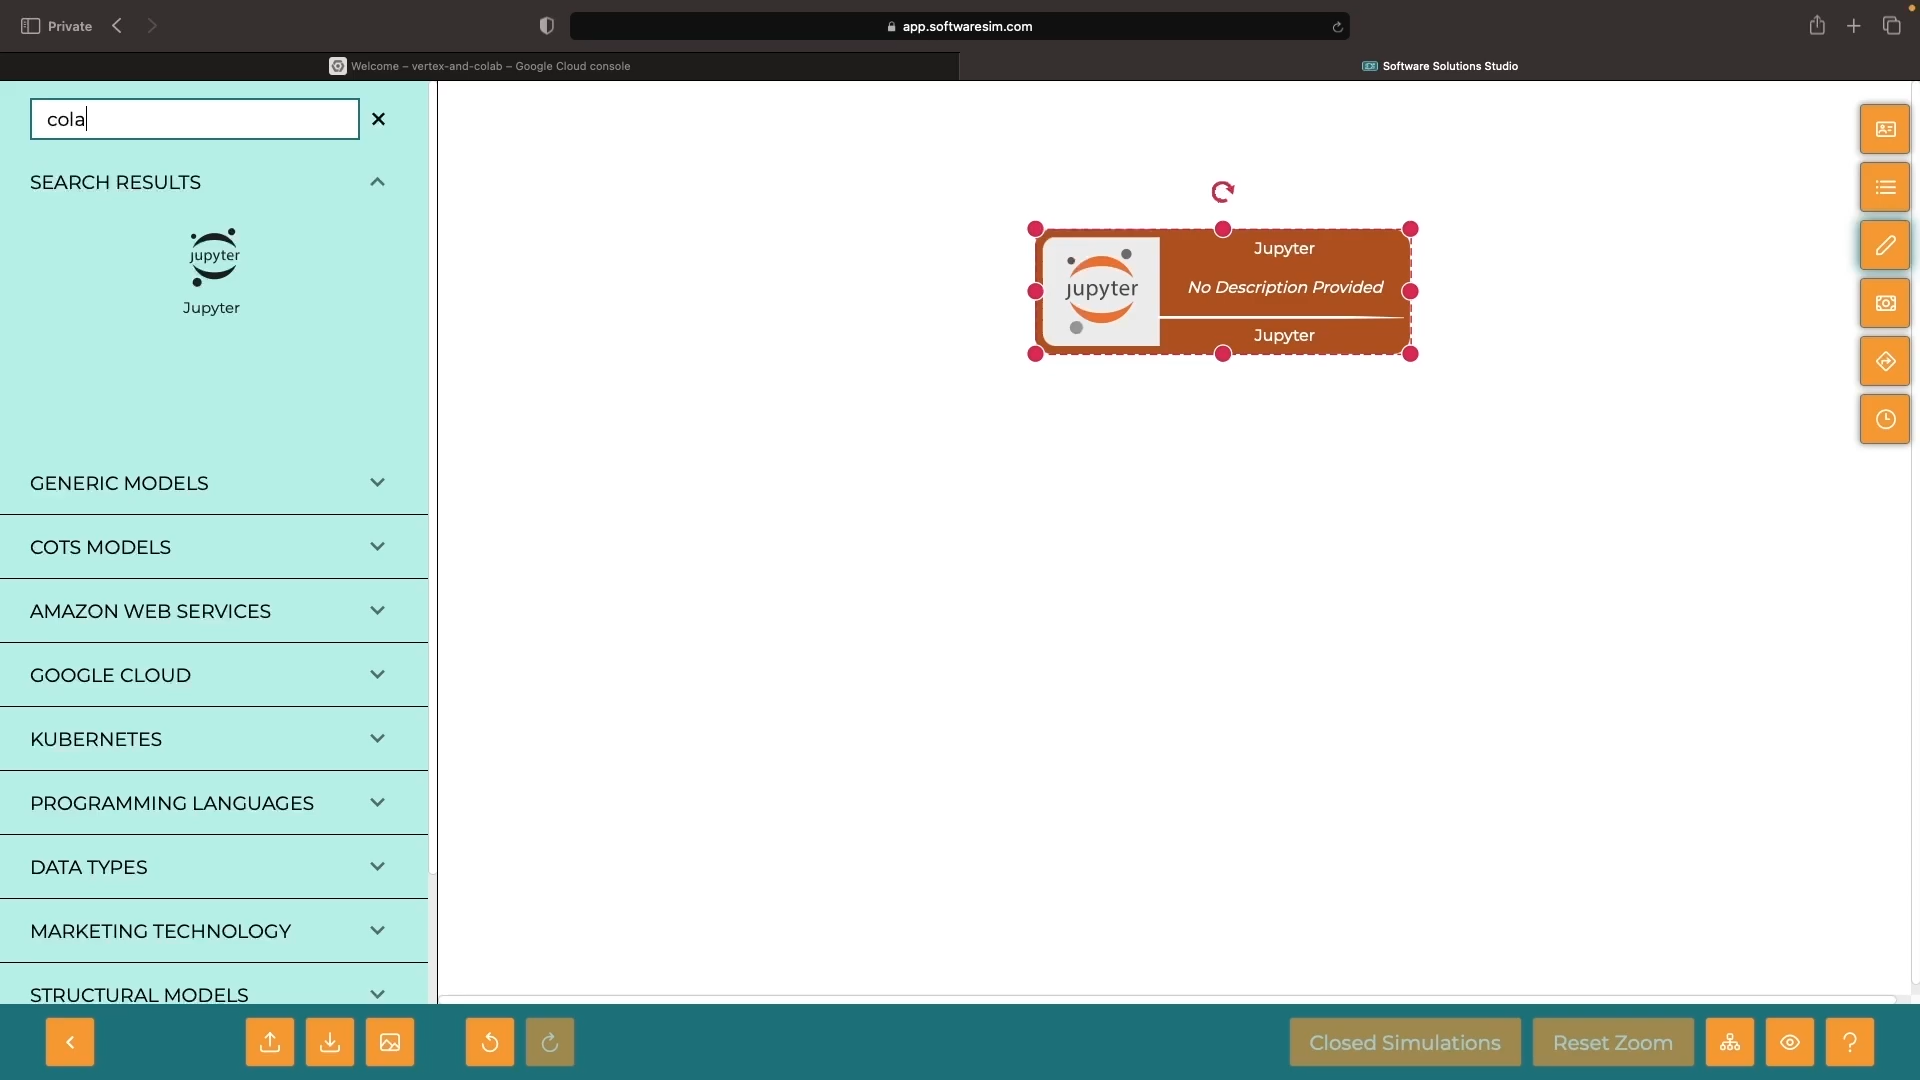 Private
app.softwaresim.com
Welcome – vertex-and-colab – Google Cloud console
Software Solutions Studio
cola
SEARCH RESULTS
jupyter
Jupyter
GENERIC MODELS
COTS MODELS
AMAZON WEB SERVICES
GOOGLE CLOUD
KUBERNETES
PROGRAMMING LANGUAGES
DATA TYPES
MARKETING TECHNOLOGY
STRUCTURAL MODELS
jupyter
Jupyter
No Description Provided
Jupyter
Closed Simulations
Reset Zoom